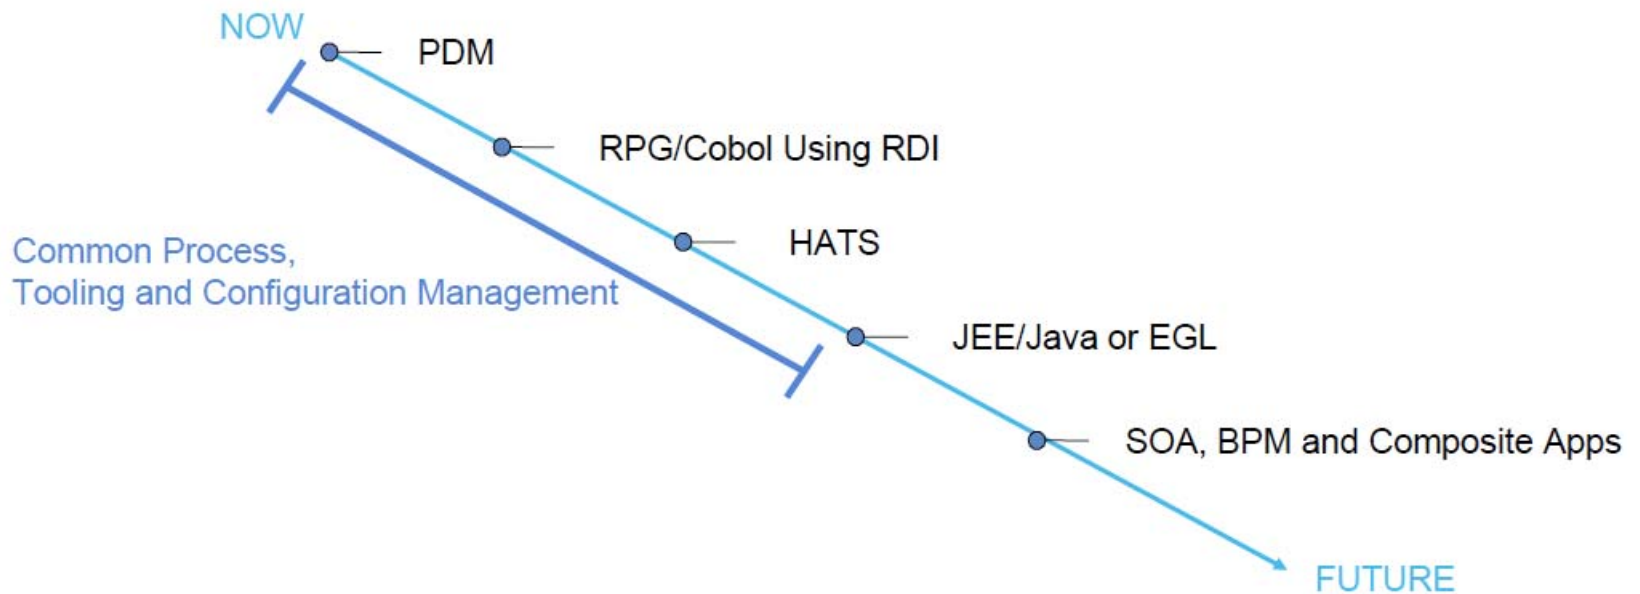 NOW
PDM
RPG/Cobol Using RDI
HATS
Common Process,
Tooling and Configuration Management
JEE/Java or EGL
SOA, BPM and Composite Apps
FUTURE